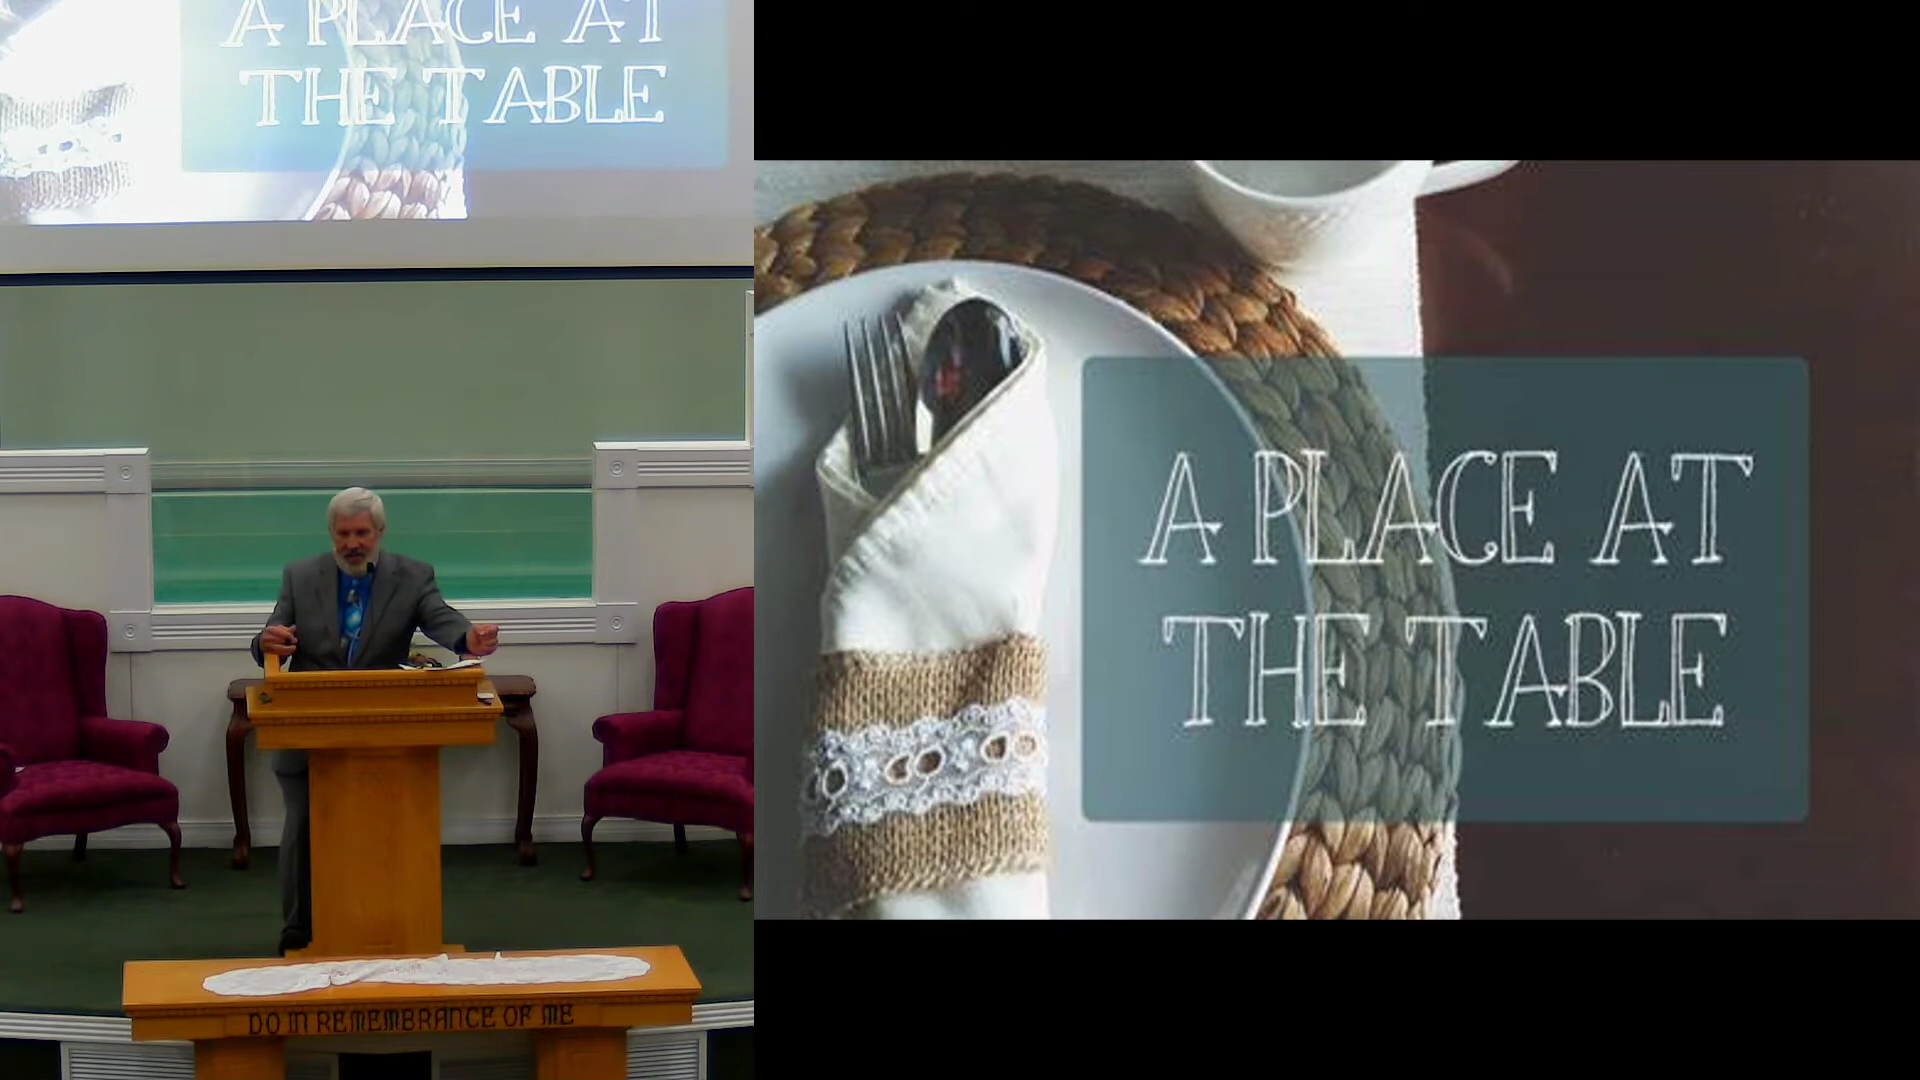 A PLACE AT
THE TABLE
DO IN REMEMBRANCE OF ME
A PLACE AT
THE TABLE